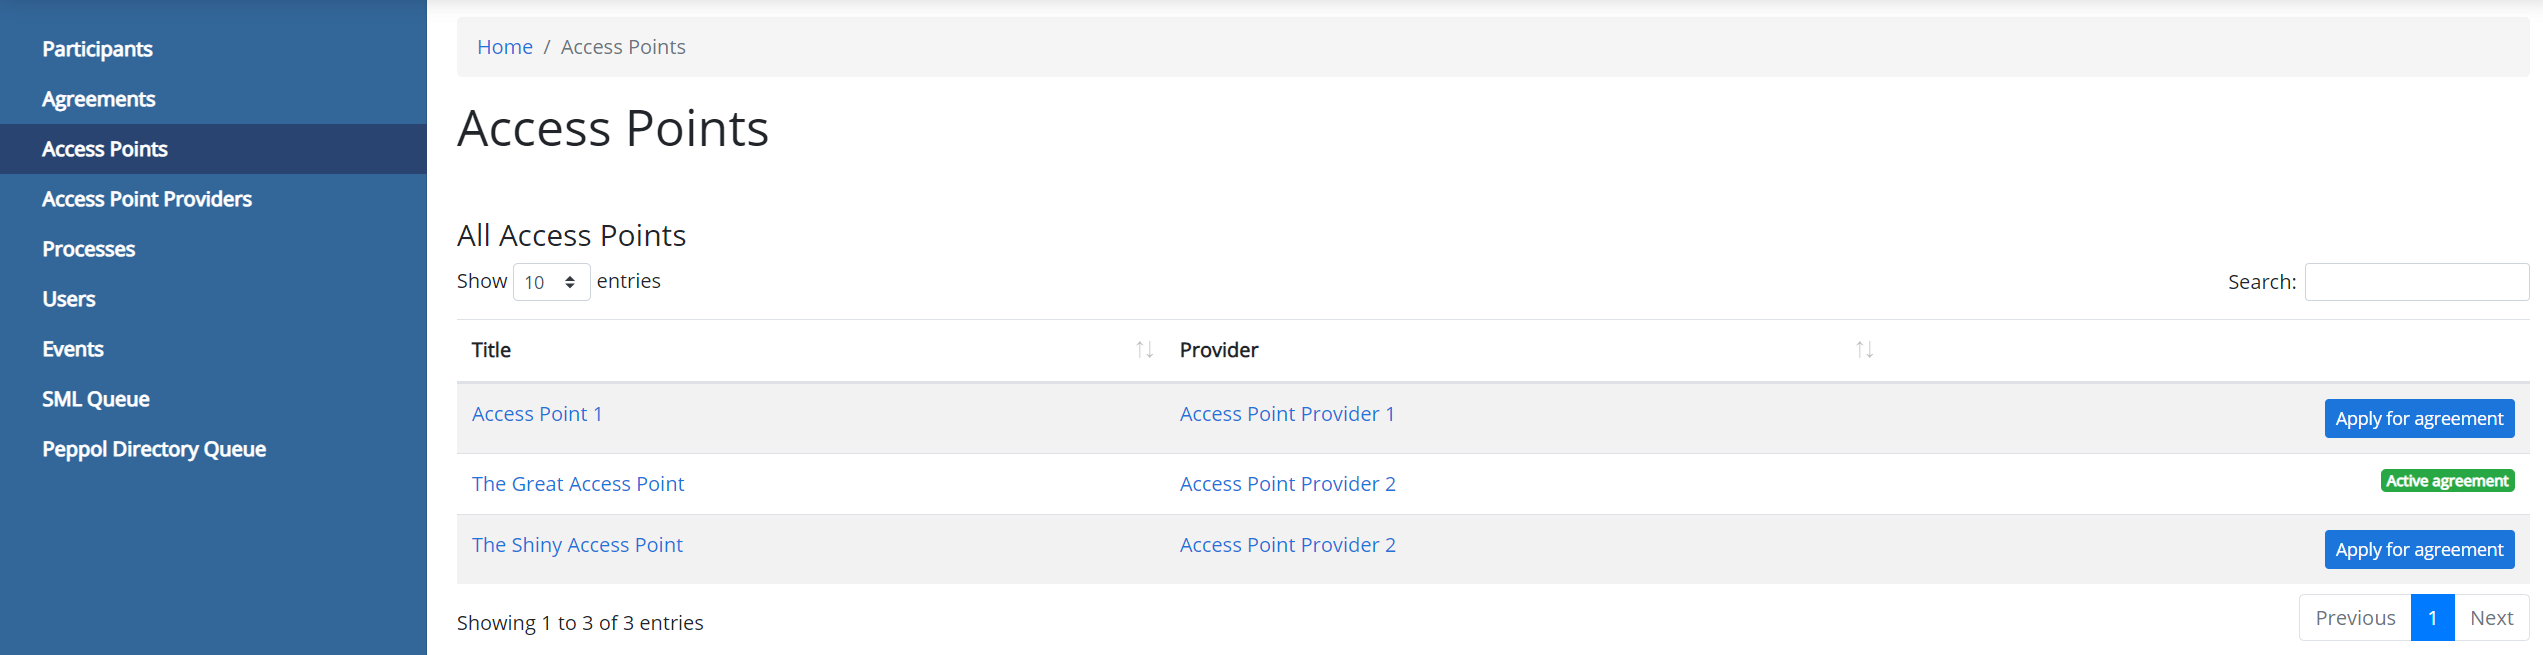 Participants
Agreements
Access Points
Access Point Providers
Processes
Users
Events
SML Queue
Peppol Directory Queue
Home / Access Points
Access Points
All Access Points
Show 10 entries
Search:
Title Provider
Access Point 1 Access Point Provider 1 Apply for agreement
The Great Access Point Access Point Provider 2 Active agreement
The Shiny Access Point Access Point Provider 2 Apply for agreement
Showing 1 to 3 of 3 entries
Previous 1 Next